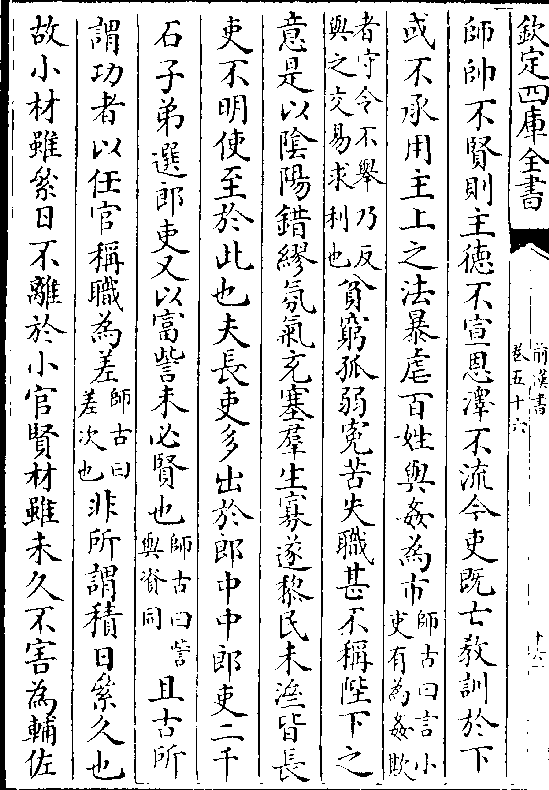 欽定四庫全書
前漢書
卷五十六
師帥不賢則主德不宣恩澤不流今吏既亡教訓於下
或不承用主上之法暴虐百姓與姦為市師古曰言小吏有為姦欺
者守令不舉乃反與之交易求利也貧窮孤弱寃苦失職甚不稱陛下之
意是以陰陽錯繆氛氣充塞羣生寡遂黎民未濟皆長
吏不明使至於此也夫長吏多出於郎中中郎吏二千
石子弟選郎吏又以富訾未必賢也師古曰訾與資同且古所
謂功者以任官稱職為差師古曰差次也非所謂積日絫久也
故小材雖絫日不離於小官賢材雖未久不害為輔佐